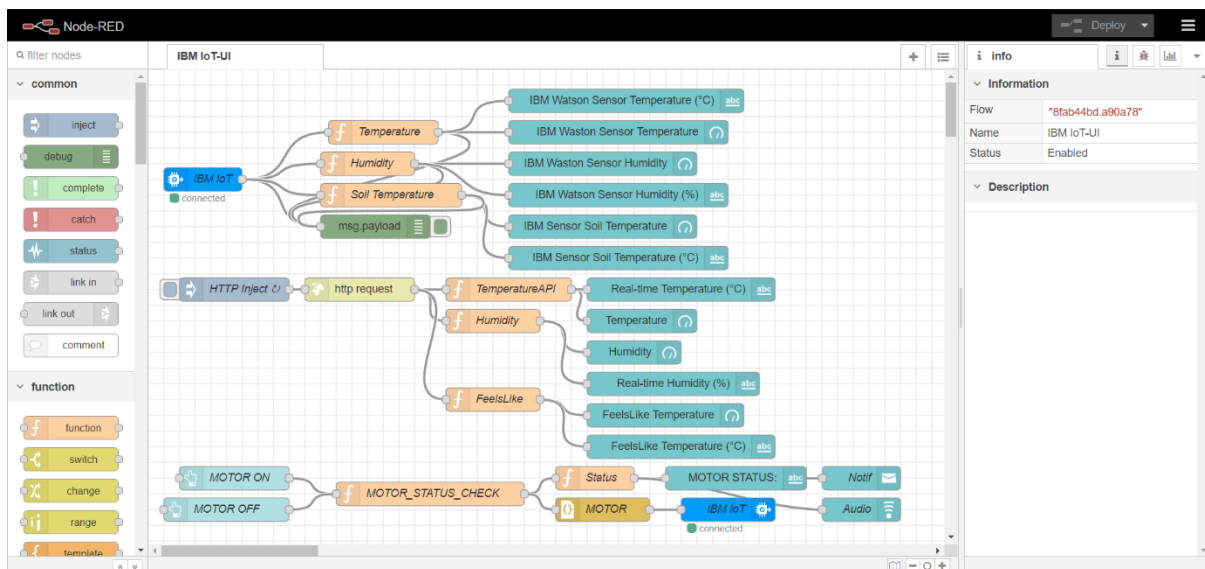 Node-RED
Deploy
filter nodes
common
inject
debug
complete
catch
status
link in
link out
comment
function
function
switch
change
range
template
IBM IoT-UI
IBM IoT
connected
Temperature
Humidity
Soil Temperature
msg.payload
IBM Watson Sensor Temperature (°C)
abc
IBM Waston Sensor Temperature
IBM Waston Sensor Humidity
IBM Watson Sensor Humidity (%)
abc
IBM Sensor Soil Temperature
IBM Sensor Soil Temperature (°C)
abc
HTTP Inject ↻
http request
TemperatureAPI
Humidity
FeelsLike
Real-time Temperature (°C)
abc
Temperature
Humidity
Real-time Humidity (%)
abc
FeelsLike Temperature
FeelsLike Temperature (°C)
abc
MOTOR ON
MOTOR OFF
MOTOR_STATUS_CHECK
Status
MOTOR
MOTOR STATUS:
abc
IBM IoT
connected
Notif
Audio
info
Information
Flow "8fab44bd.a90a78"
Name IBM IoT-UI
Status Enabled
Description